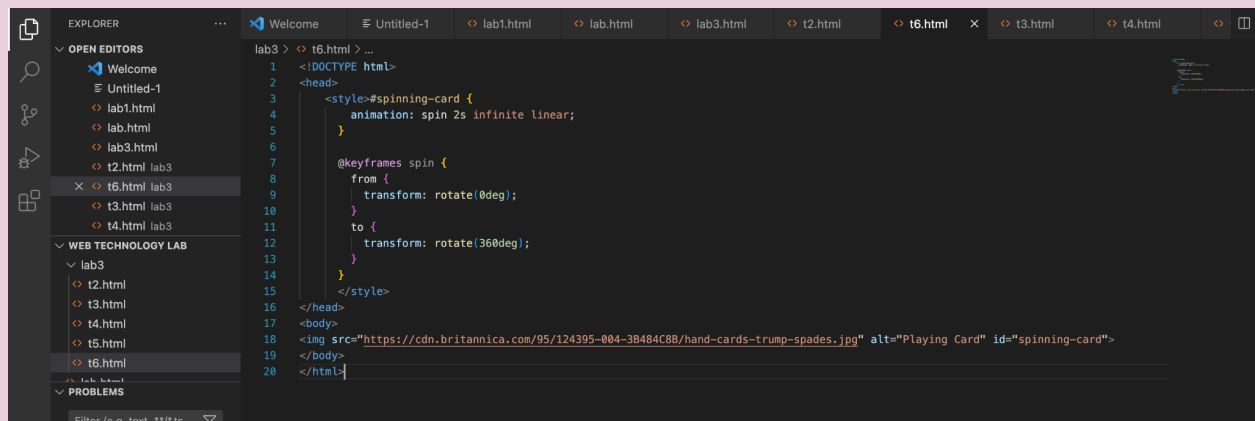 EXPLORER
...
Welcome
Untitled-1
lab1.html
lab.html
lab3.html
t2.html
t6.html
t3.html
t4.html
OPEN EDITORS
Welcome
Untitled-1
lab1.html
lab.html
lab3.html
t2.html lab3
t6.html lab3
t3.html lab3
t4.html lab3
WEB TECHNOLOGY LAB
lab3
t2.html
t3.html
t4.html
t5.html
t6.html
PROBLEMS
lab3 > t6.html > ...
1 <!DOCTYPE html>
2 <head>
3 <style>#spinning-card {
4 animation: spin 2s infinite linear;
5 }
6
7 @keyframes spin {
8 from {
9 transform: rotate(0deg);
10 }
11 to {
12 transform: rotate(360deg);
13 }
14 }
15 </style>
16 </head>
17 <body>
18 <img src="https://cdn.britannica.com/95/124395-004-3B484C8B/hand-cards-trump-spades.jpg" alt="Playing Card" id="spinning-card">
19 </body>
20 </html>